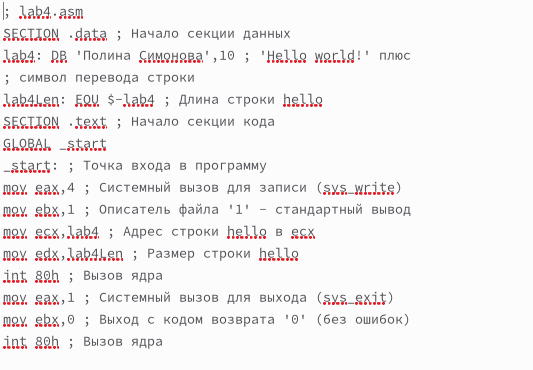 ; lab4.asm
SECTION .data ; Начало секции данных
lab4: DB 'Полина Симонова',10 ; 'Hello world!' плюс
; символ перевода строки
lab4Len: EQU $-lab4 ; Длина строки hello
SECTION .text ; Начало секции кода
GLOBAL _start
_start: ; Точка входа в программу
mov eax,4 ; Системный вызов для записи (sys_write)
mov ebx,1 ; Описатель файла '1' - стандартный вывод
mov ecx,lab4 ; Адрес строки hello в ecx
mov edx,lab4Len ; Размер строки hello
int 80h ; Вызов ядра
mov eax,1 ; Системный вызов для выхода (sys_exit)
mov ebx,0 ; Выход с кодом возврата '0' (без ошибок)
int 80h ; Вызов ядра